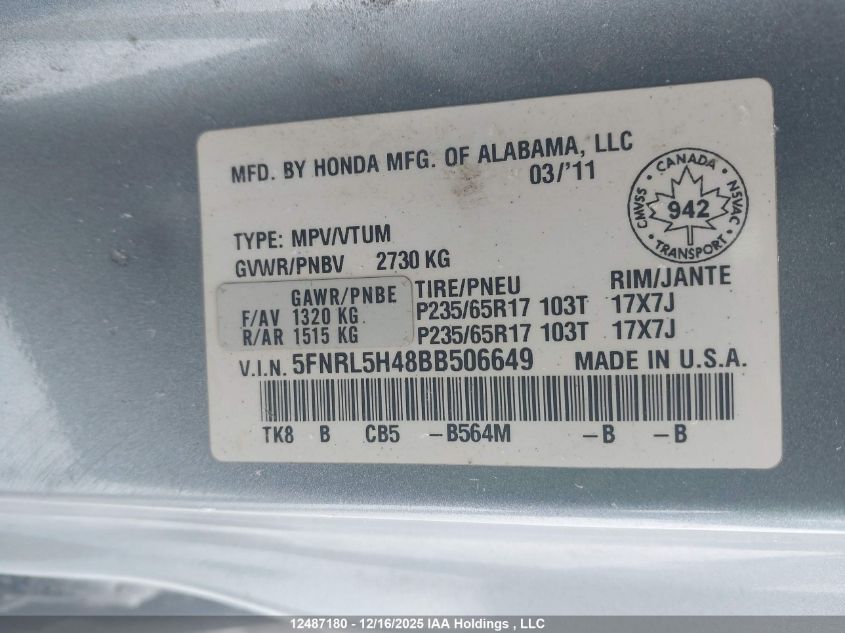 MFD. BY HONDA MFG. OF ALABAMA, LLC
03/'11
CANADA
CMVSS 942 NSVAC
TRANSPORT
TYPE: MPV/VTUM
GVWR/PNBV 2730 KG
GAWR/PNBE TIRE/PNEU RIM/JANTE
F/AV 1320 KG P235/65R17 103T 17X7J
R/AR 1515 KG P235/65R17 103T 17X7J
V.I.N. 5FNRL5H48BB506649 MADE IN U.S.A.
TK8 B CB5 -B564M -B -B
12487180 - 12/16/2025 IAA Holdings , LLC